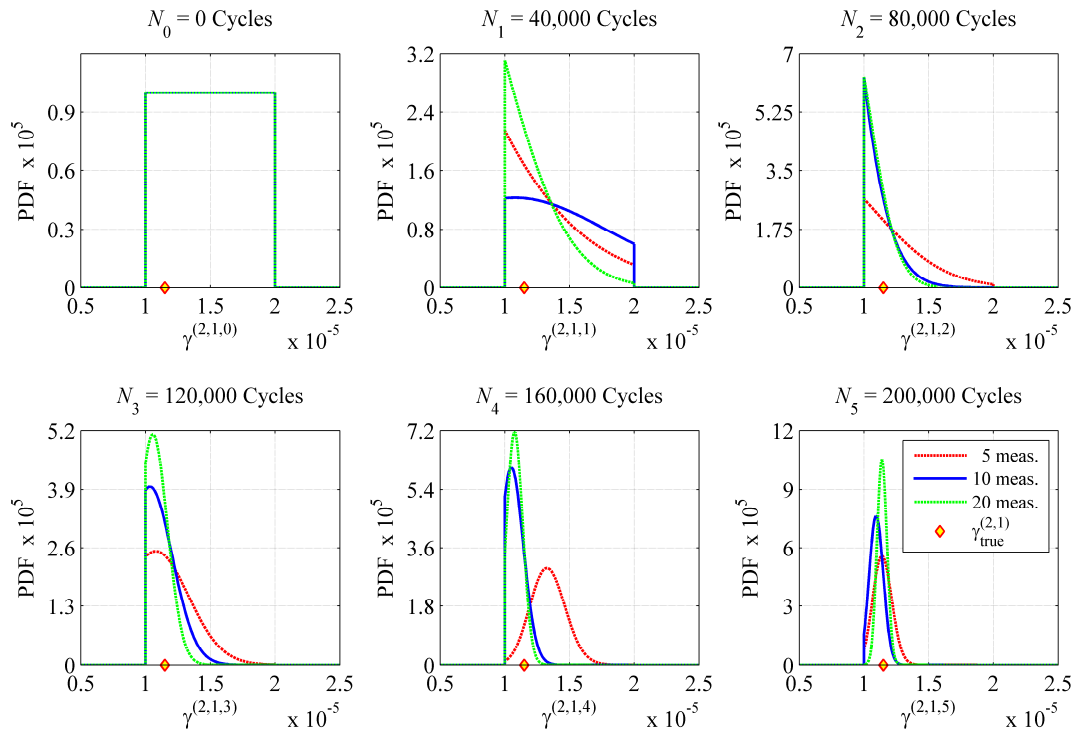 N0 = 0 Cycles
PDF x 10^5
0.9
0.6
0.3
0
0.5 1 1.5 2 2.5
γ(2,1,0)
x 10^-5
N1 = 40,000 Cycles
PDF x 10^5
3.2
2.4
1.6
0.8
0
0.5 1 1.5 2 2.5
γ(2,1,1)
x 10^-5
N2 = 80,000 Cycles
PDF x 10^5
7
5.25
3.5
1.75
0
0.5 1 1.5 2 2.5
γ(2,1,2)
x 10^-5
N3 = 120,000 Cycles
PDF x 10^5
5.2
3.9
2.6
1.3
0
0.5 1 1.5 2 2.5
γ(2,1,3)
x 10^-5
N4 = 160,000 Cycles
PDF x 10^5
7.2
5.4
3.6
1.8
0
0.5 1 1.5 2 2.5
γ(2,1,4)
x 10^-5
N5 = 200,000 Cycles
PDF x 10^5
12
9
6
3
0
5 meas.
10 meas.
20 meas.
γtrue(2,1)
0.5 1 1.5 2 2.5
γ(2,1,5)
x 10^-5